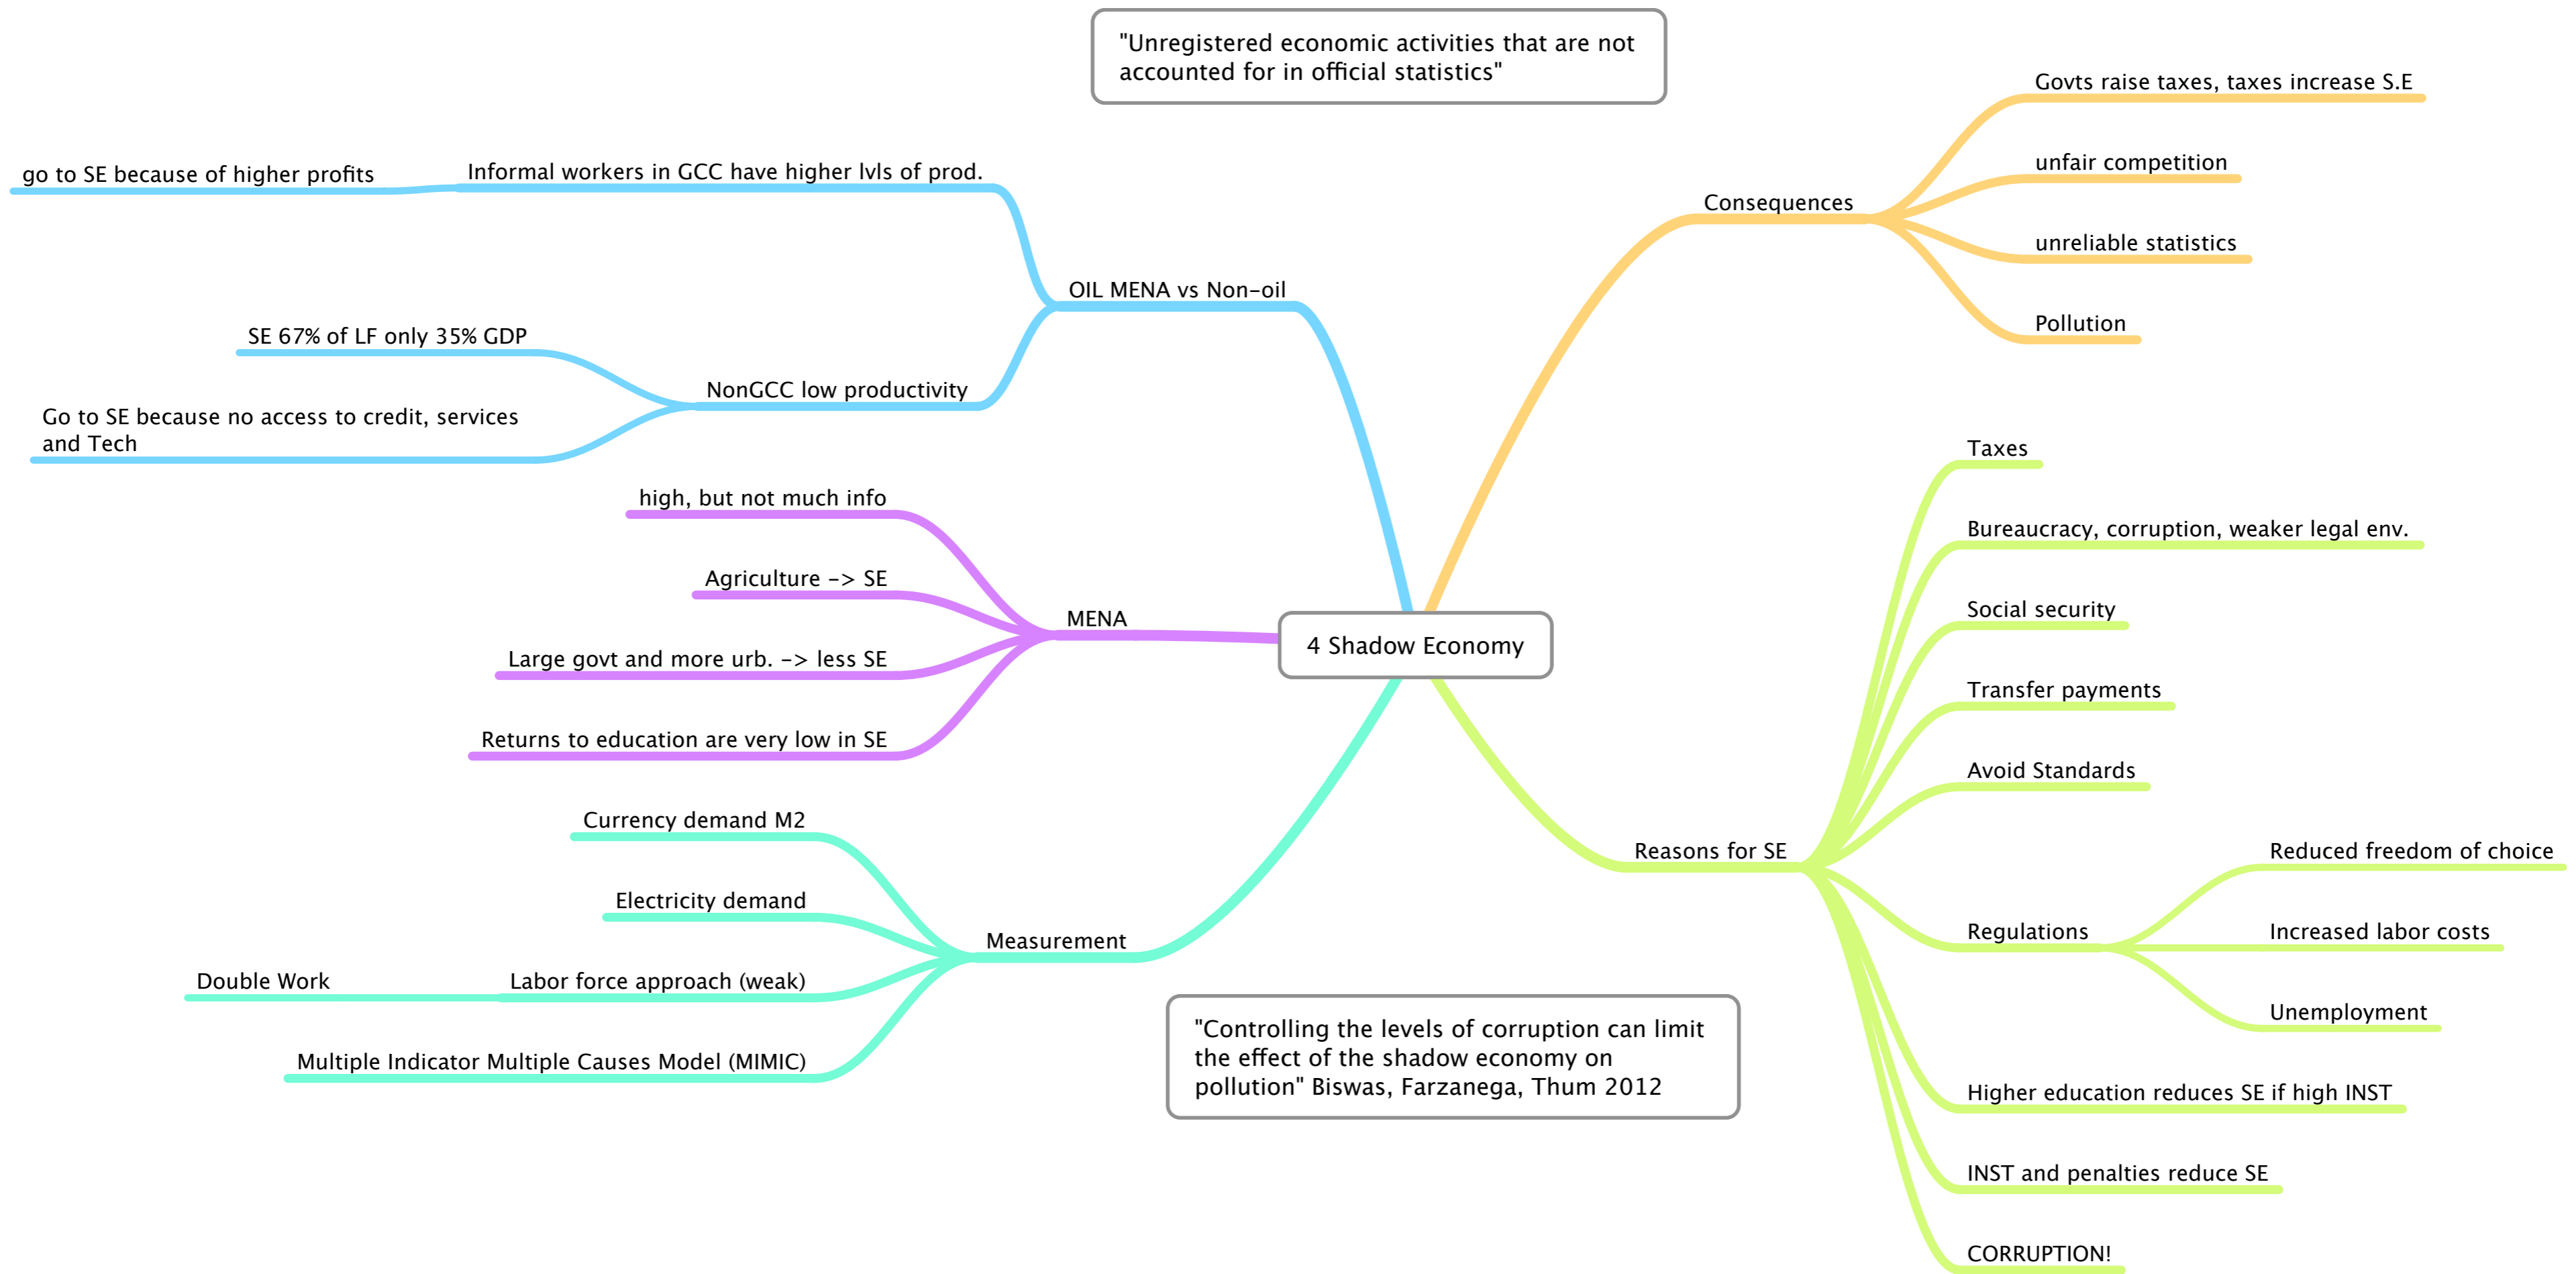 "Unregistered economic activities that are not
accounted for in official statistics"
4 Shadow Economy
Consequences
Govts raise taxes, taxes increase S.E
unfair competition
unreliable statistics
Pollution
Reasons for SE
Taxes
Bureaucracy, corruption, weaker legal env.
Social security
Transfer payments
Avoid Standards
Regulations
Reduced freedom of choice
Increased labor costs
Unemployment
Higher education reduces SE if high INST
INST and penalties reduce SE
CORRUPTION!
OIL MENA vs Non-oil
Informal workers in GCC have higher lvls of prod.
go to SE because of higher profits
NonGCC low productivity
SE 67% of LF only 35% GDP
Go to SE because no access to credit, services
and Tech
MENA
high, but not much info
Agriculture -> SE
Large govt and more urb. -> less SE
Returns to education are very low in SE
Measurement
Currency demand M2
Electricity demand
Labor force approach (weak)
Double Work
Multiple Indicator Multiple Causes Model (MIMIC)
"Controlling the levels of corruption can limit
the effect of the shadow economy on
pollution" Biswas, Farzanega, Thum 2012